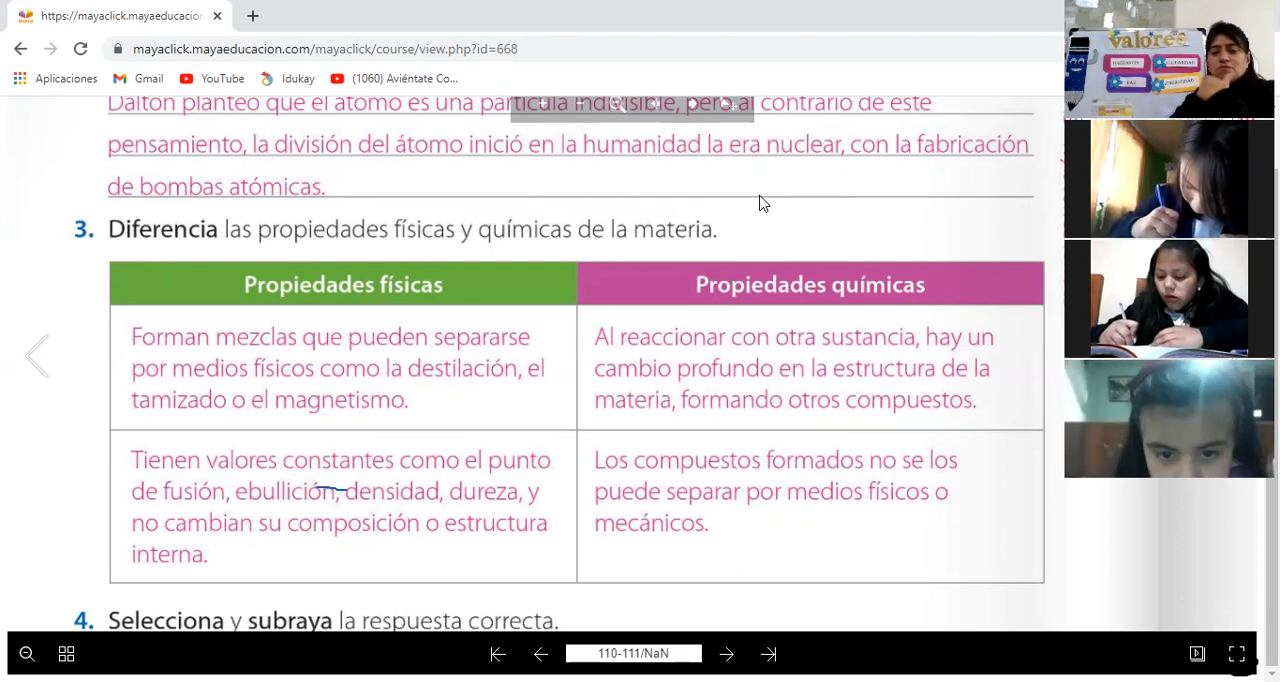 https://mayaclick.mayaeducacion
mayaclick.mayaeducacion.com/mayaclick/course/view.php?id=668
Aplicaciones Gmail YouTube Idukay (1060) Aviéntate Co...
Dalton planteó que el átomo es una partícula indivisible, pero al contrario de este
pensamiento, la división del átomo inició en la humanidad la era nuclear, con la fabricación
de bombas atómicas.
3. Diferencia las propiedades físicas y químicas de la materia.
Propiedades físicas
Propiedades químicas
Forman mezclas que pueden separarse
por medios físicos como la destilación, el
tamizado o el magnetismo.
Al reaccionar con otra sustancia, hay un
cambio profundo en la estructura de la
materia, formando otros compuestos.
Tienen valores constantes como el punto
de fusión, ebullición, densidad, dureza, y
no cambian su composición o estructura
interna.
Los compuestos formados no se los
puede separar por medios físicos o
mecánicos.
4. Selecciona y subraya la respuesta correcta.
110-111/NaN
valores